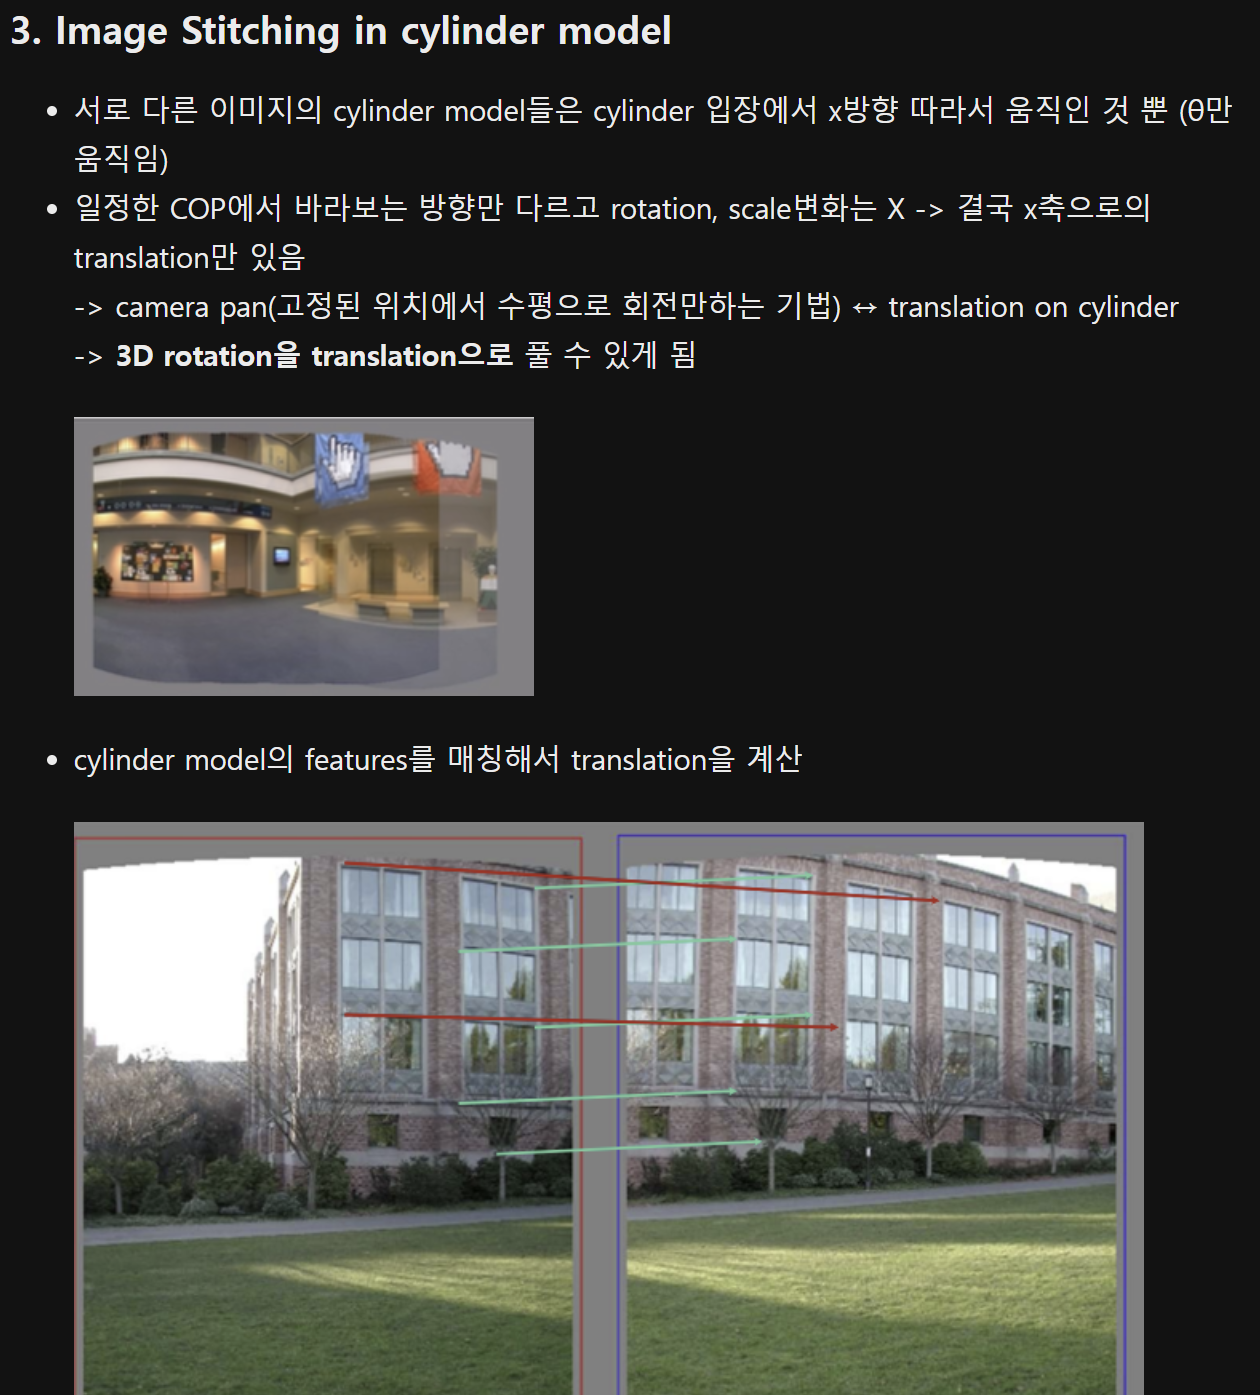 3. Image Stitching in cylinder model
• 서로 다른 이미지의 cylinder model들은 cylinder 입장에서 x방향 따라서 움직인 것 뿐 (θ만
움직임)
• 일정한 COP에서 바라보는 방향만 다르고 rotation, scale변화는 X -> 결국 x축으로의
translation만 있음
-> camera pan(고정된 위치에서 수평으로 회전만하는 기법) ↔ translation on cylinder
-> 3D rotation을 translation으로 풀 수 있게 됨
• cylinder model의 features를 매칭해서 translation을 계산